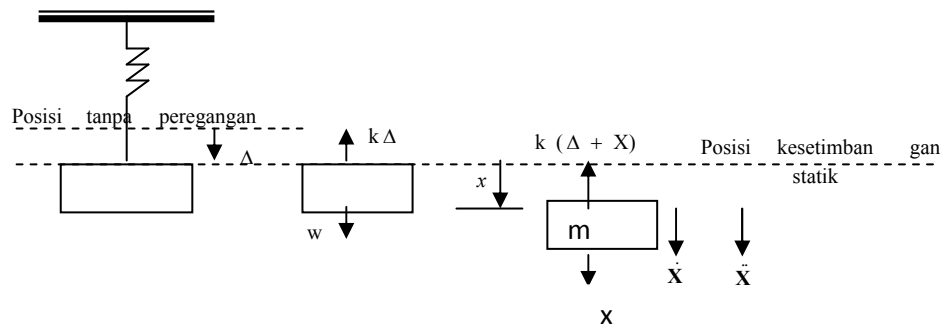 Posisi tanpa peregangan
Δ
k Δ
w
x
k ( Δ + X)
Posisi kesetimban gan
statik
m
Ẋ
Ẍ
x